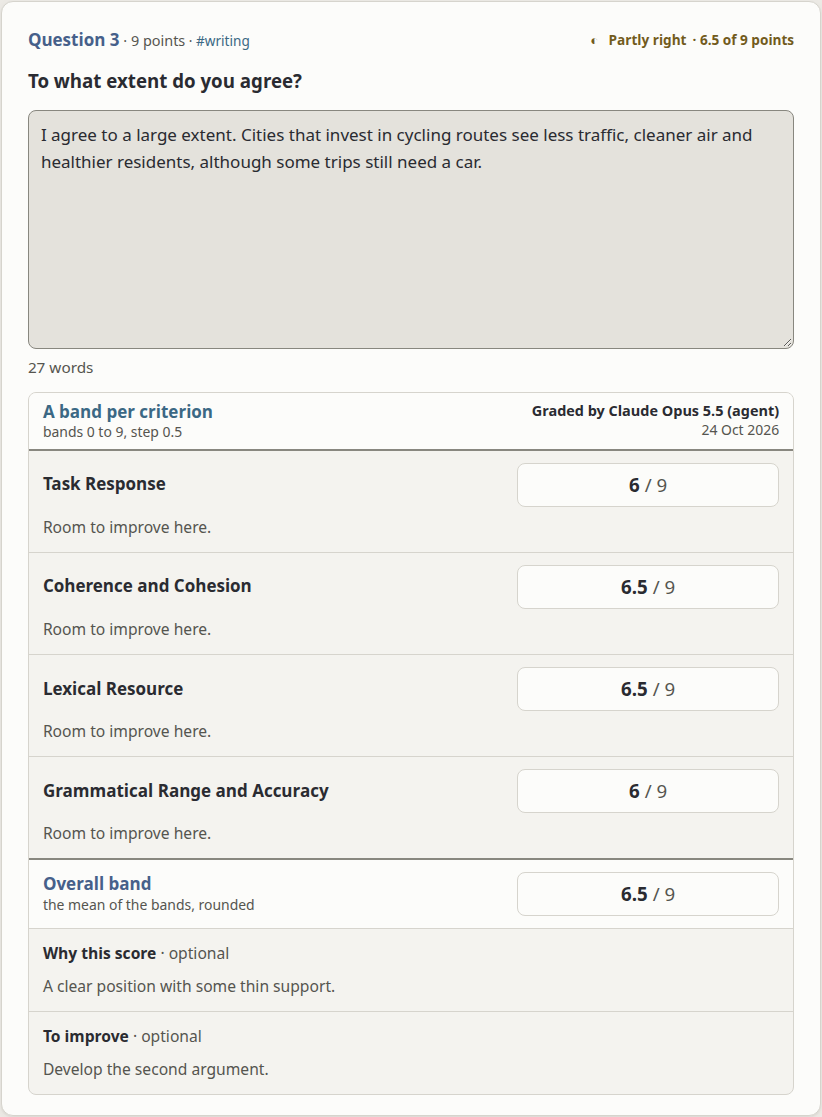 Question 3 · 9 points · #writing
Partly right · 6.5 of 9 points
To what extent do you agree?
I agree to a large extent. Cities that invest in cycling routes see less traffic, cleaner air and
healthier residents, although some trips still need a car.
27 words
A band per criterion
bands 0 to 9, step 0.5
Graded by Claude Opus 5.5 (agent)
24 Oct 2026
Task Response
6 / 9
Room to improve here.
Coherence and Cohesion
6.5 / 9
Room to improve here.
Lexical Resource
6.5 / 9
Room to improve here.
Grammatical Range and Accuracy
6 / 9
Room to improve here.
Overall band
the mean of the bands, rounded
6.5 / 9
Why this score · optional
A clear position with some thin support.
To improve · optional
Develop the second argument.